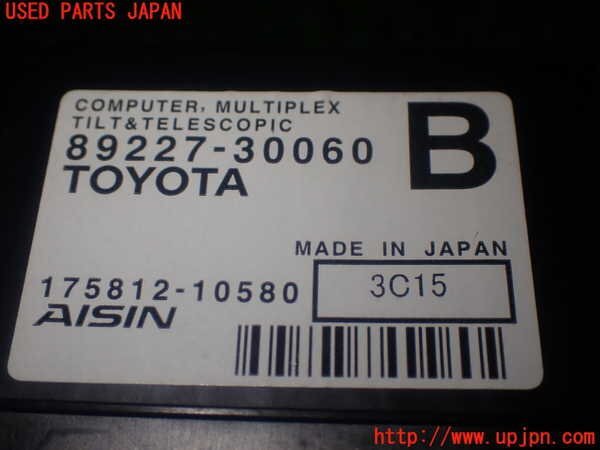 USED PARTS JAPAN
COMPUTER, MULTIPLEX
TILT&TELESCOPIC
89227-30060
B
TOYOTA
MADE IN JAPAN
175812-10580
3C15
AISIN
http://www.upjpn.com/